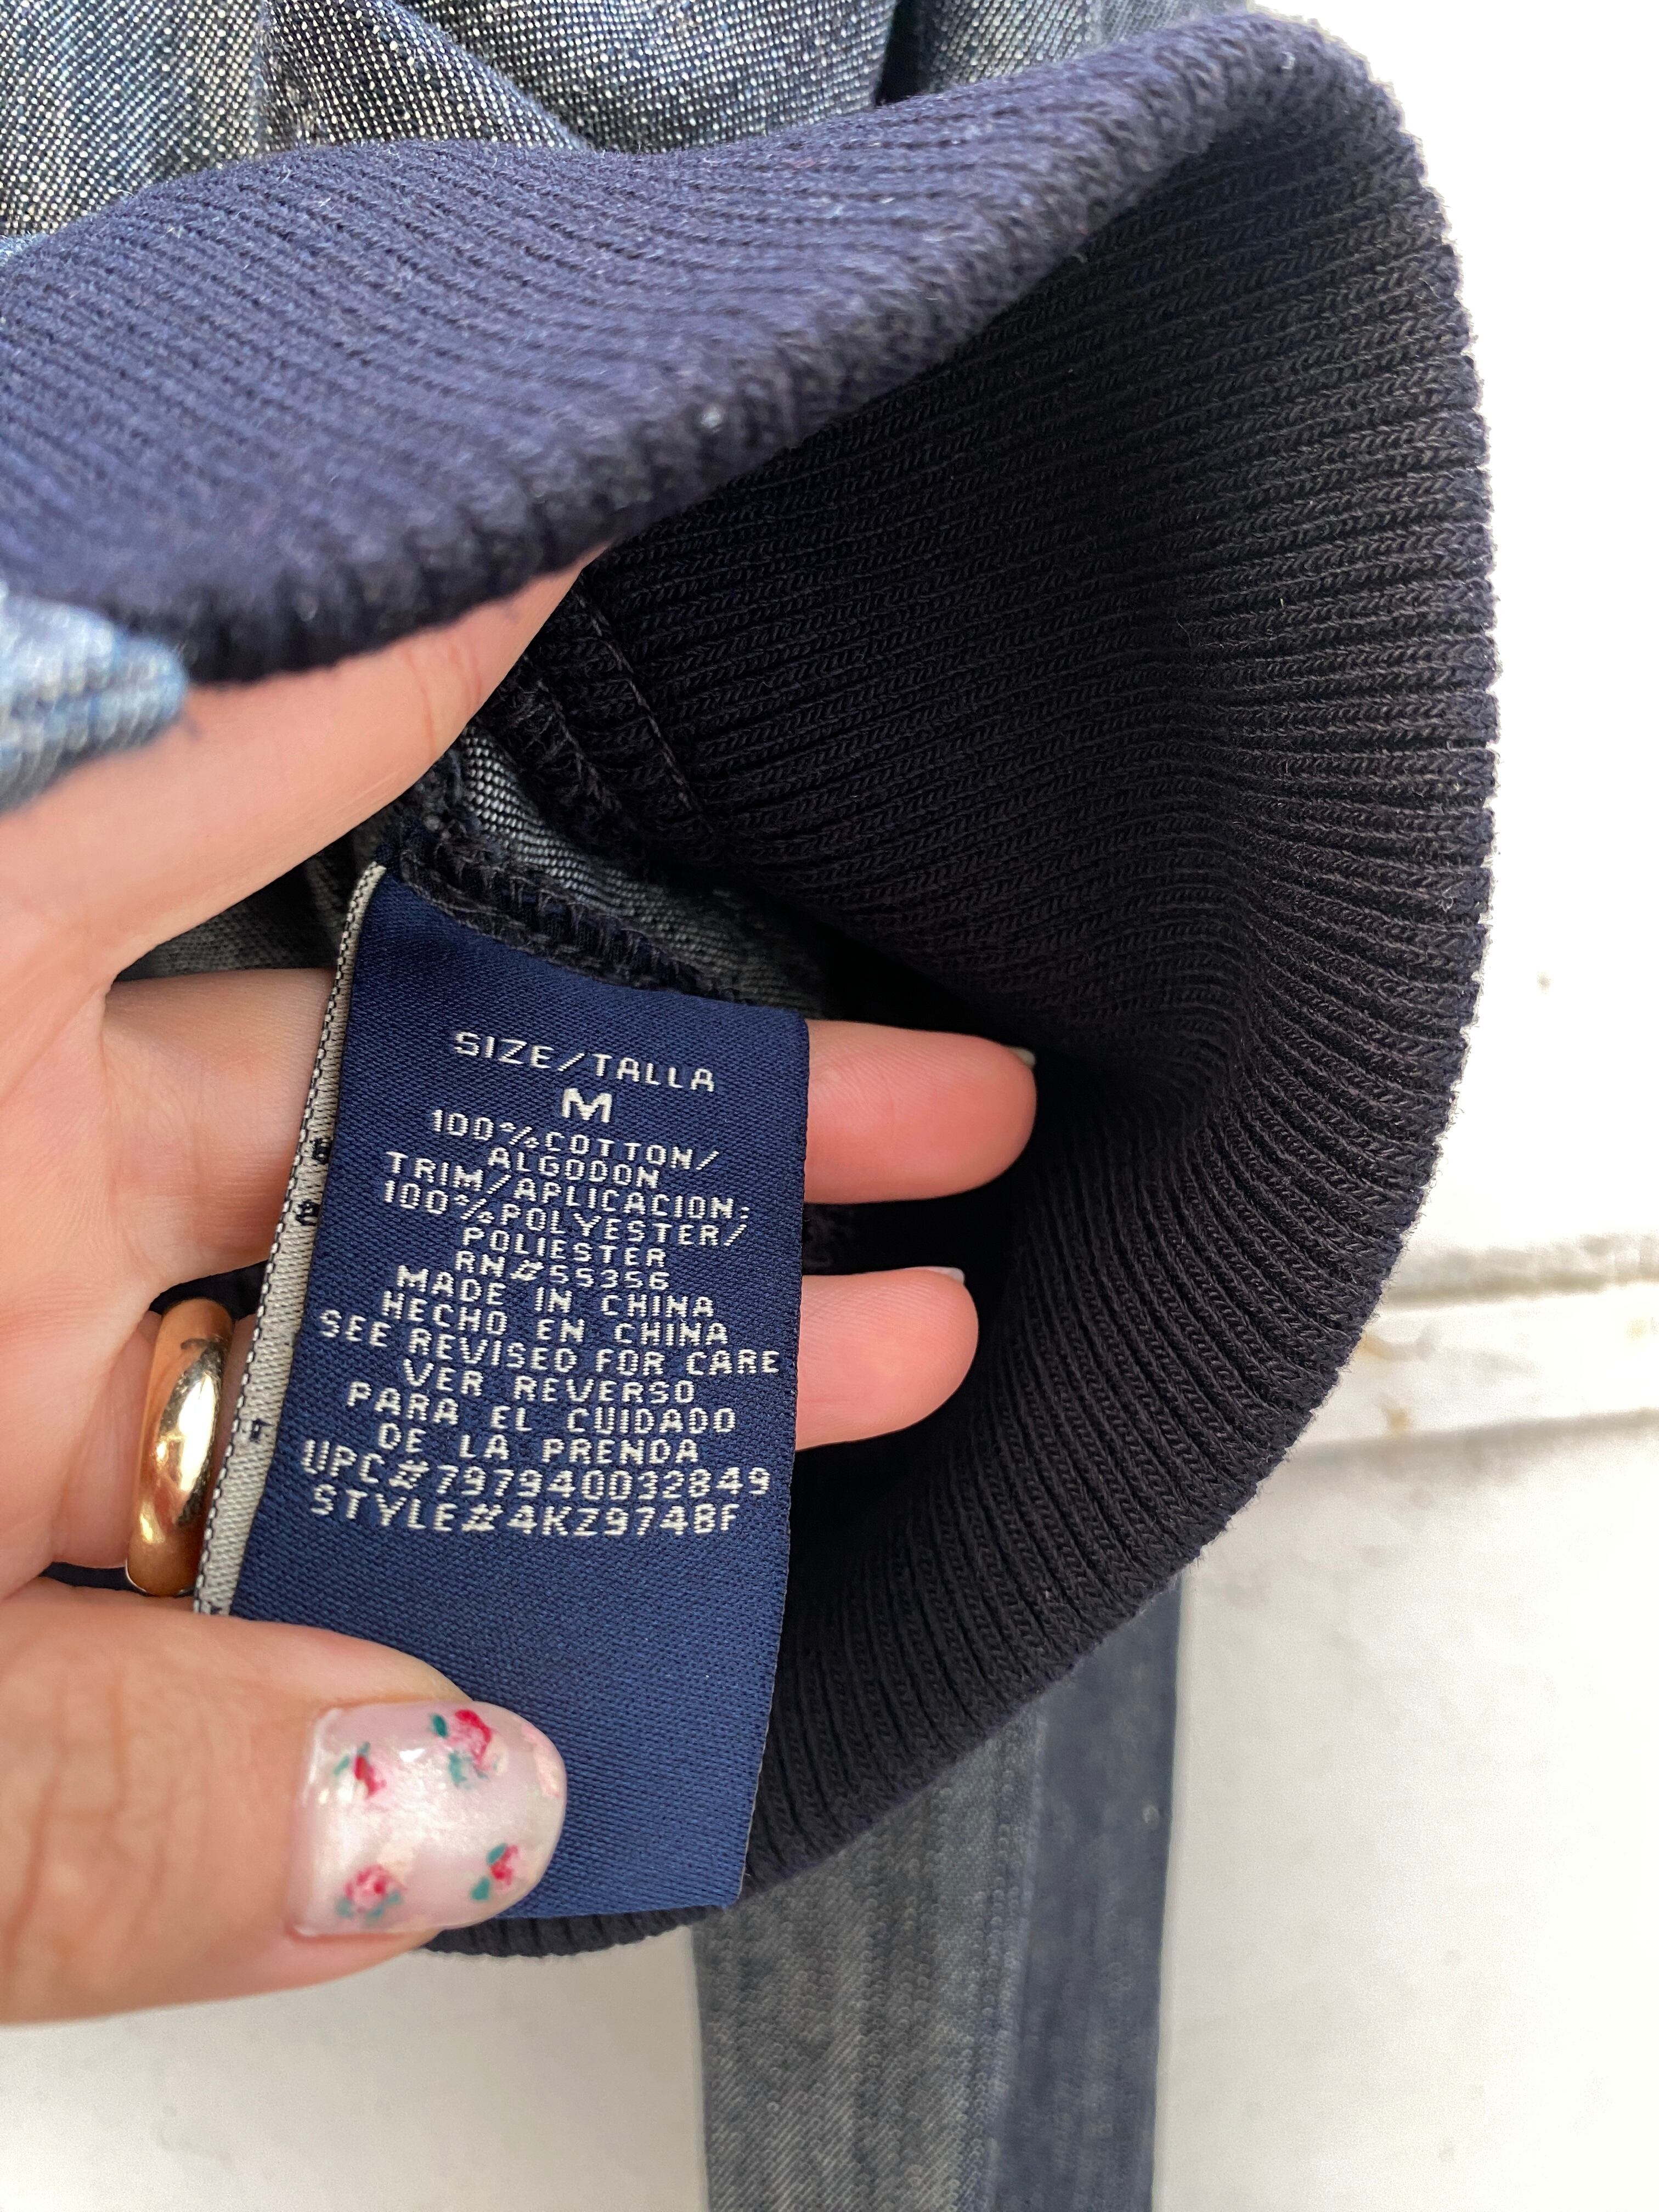 SIZE/TALLA
M
100%COTTON/
ALGODON
TRIM/APLICACION:
100%POLYESTER/
POLIESTER
RN#55356
MADE IN CHINA
HECHO EN CHINA
SEE REVISED FOR CARE
VER REVERSO
PARA EL CUIDADO
DE LA PRENDA
UPC#797940032849
STYLE#4KZ974BF